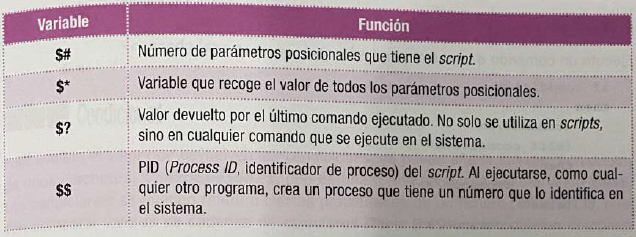 Variable Función
$# Número de parámetros posicionales que tiene el script.
$* Variable que recoge el valor de todos los parámetros posicionales.
$? Valor devuelto por el último comando ejecutado. No solo se utiliza en scripts,
sino en cualquier comando que se ejecute en el sistema.
$$ PID (Process ID, identificador de proceso) del script. Al ejecutarse, como cual-
quier otro programa, crea un proceso que tiene un número que lo identifica en
el sistema.